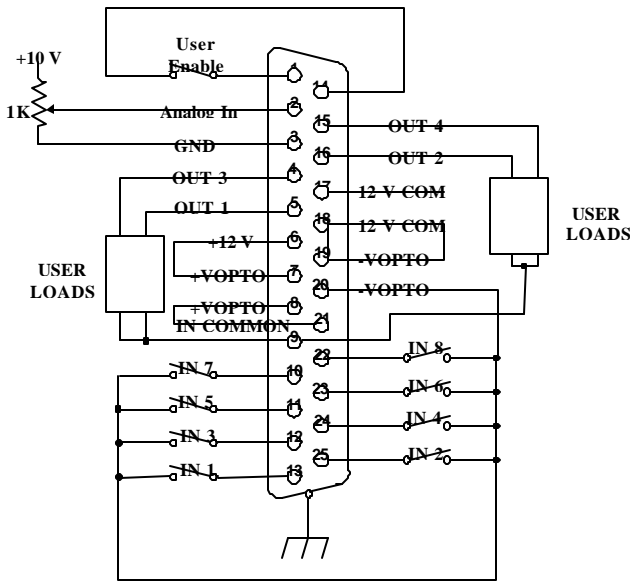 User
Enable
+10 V
1
14
1K
2
Analog In
15
OUT 4
3
GND
16
OUT 2
4
OUT 3
17
12 V COM
5
OUT 1
18
12 V COM
6
+12 V
19
-VOPTO
7
+VOPTO
20
-VOPTO
8
+VOPTO
21
IN COMMON
9
USER
LOADS
USER
LOADS
22
IN 8
10
IN 7
23
IN 6
11
IN 5
24
IN 4
12
IN 3
25
IN 2
13
IN 1